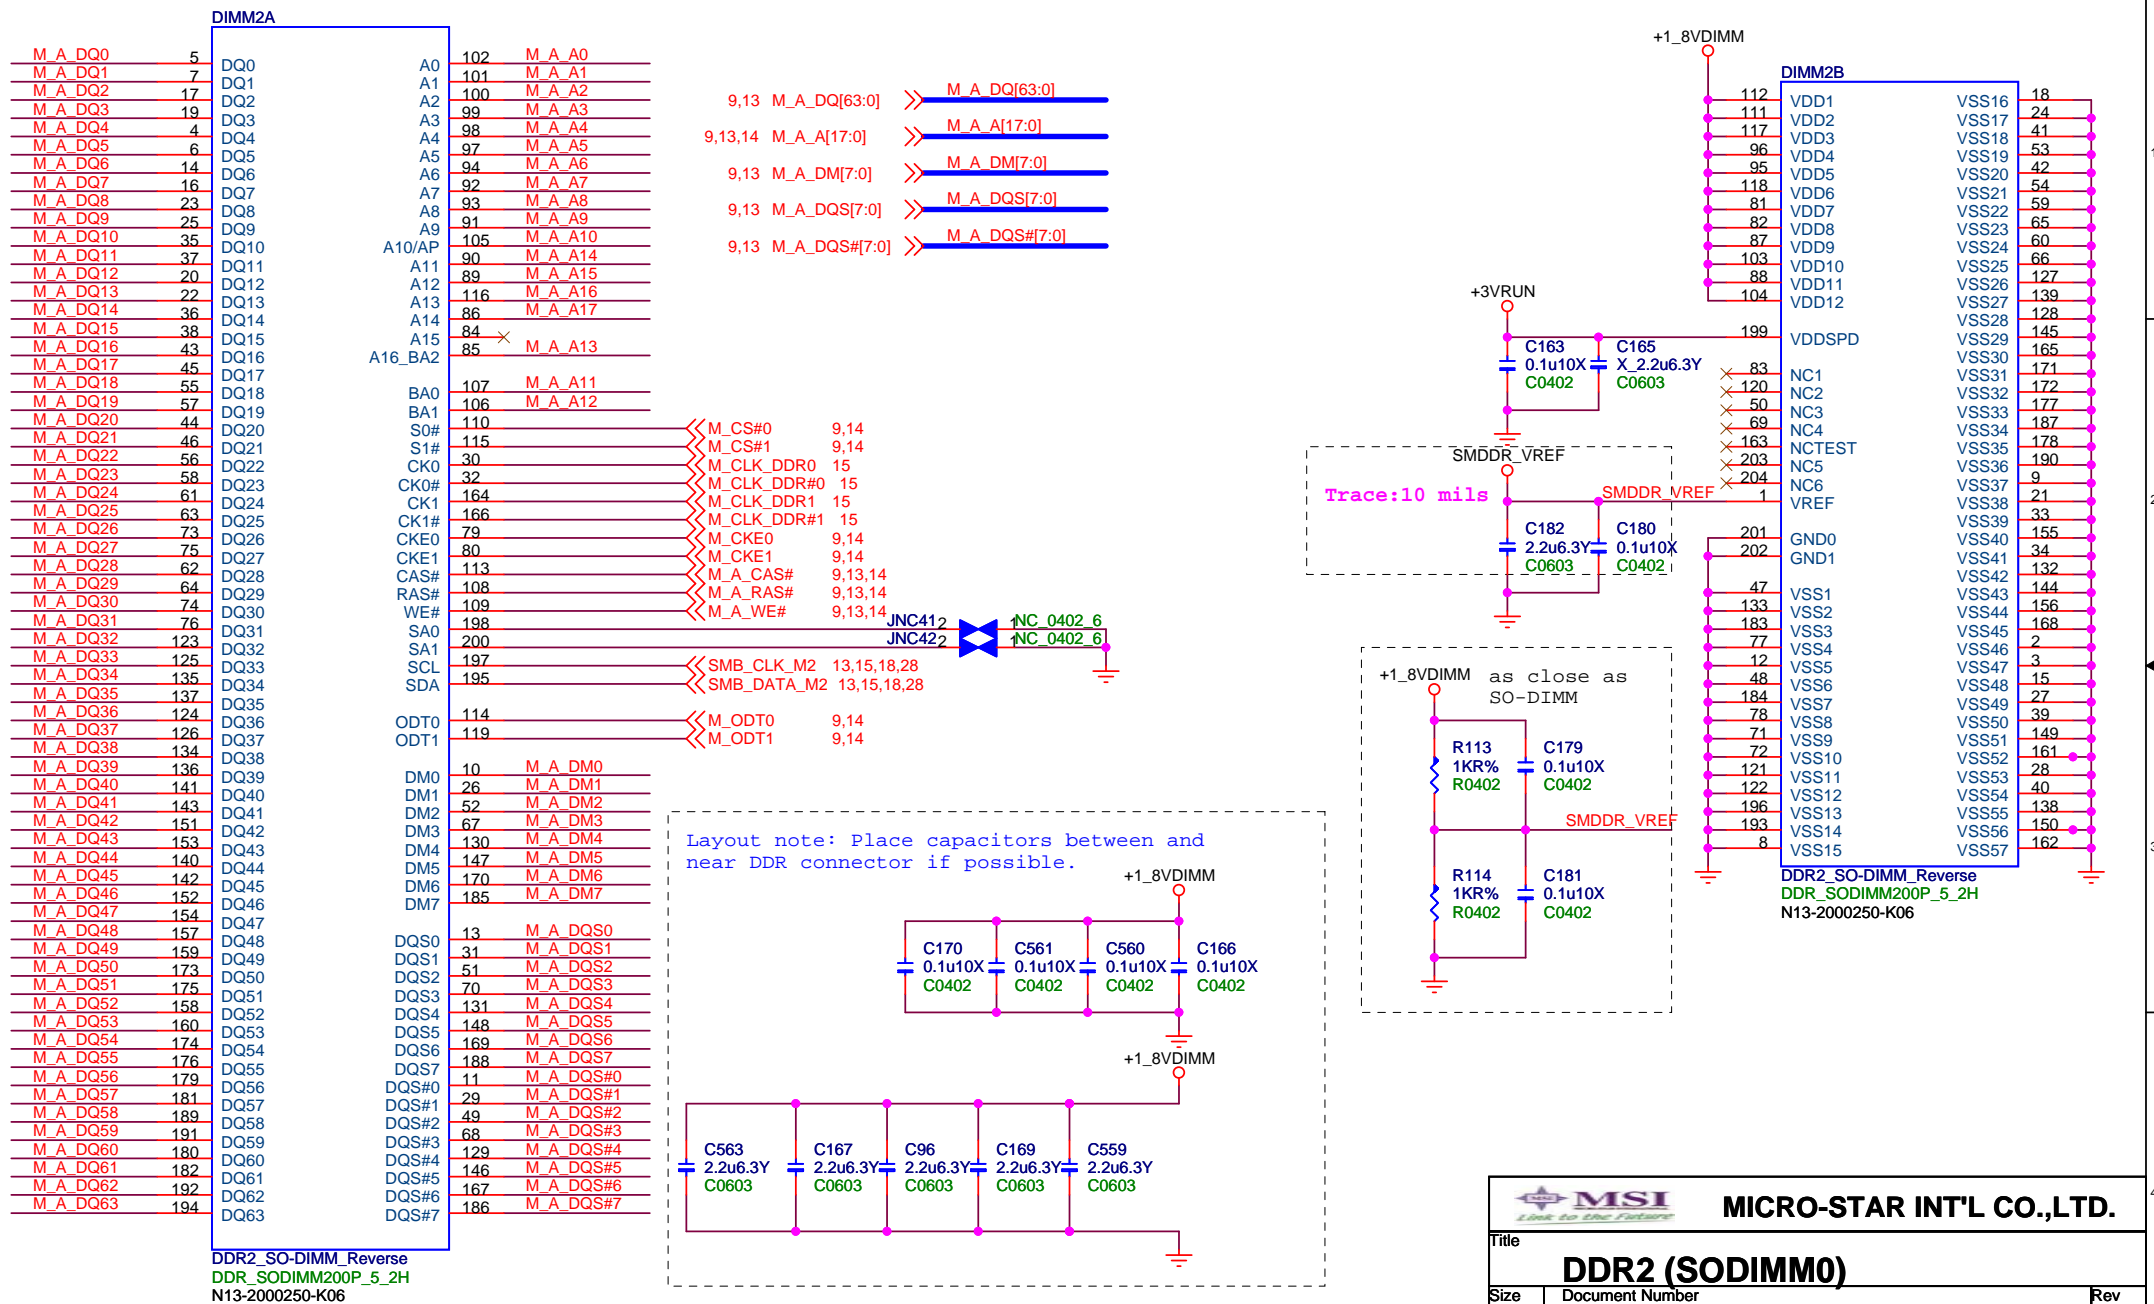 DIMM2A
M_A_DQ0 5 DQ0 A0 102 M_A_A0
M_A_DQ1 7 DQ1 A1 101 M_A_A1
M_A_DQ2 17 DQ2 A2 100 M_A_A2
M_A_DQ3 19 DQ3 A3 99 M_A_A3
M_A_DQ4 4 DQ4 A4 98 M_A_A4
M_A_DQ5 6 DQ5 A5 97 M_A_A5
M_A_DQ6 14 DQ6 A6 94 M_A_A6
M_A_DQ7 16 DQ7 A7 92 M_A_A7
M_A_DQ8 23 DQ8 A8 93 M_A_A8
M_A_DQ9 25 DQ9 A9 91 M_A_A9
M_A_DQ10 35 DQ10 A10/AP 105 M_A_A10
M_A_DQ11 37 DQ11 A11 90 M_A_A14
M_A_DQ12 20 DQ12 A12 89 M_A_A15
M_A_DQ13 22 DQ13 A13 116 M_A_A16
M_A_DQ14 36 DQ14 A14 86 M_A_A17
M_A_DQ15 38 DQ15 A15 84
M_A_DQ16 43 DQ16 A16_BA2 85 M_A_A13
M_A_DQ17 45 DQ17
M_A_DQ18 55 DQ18 BA0 107 M_A_A11
M_A_DQ19 57 DQ19 BA1 106 M_A_A12
M_A_DQ20 44 DQ20 S0# 110 M_CS#0 9,14
M_A_DQ21 46 DQ21 S1# 115 M_CS#1 9,14
M_A_DQ22 56 DQ22 CK0 30 M_CLK_DDR0 15
M_A_DQ23 58 DQ23 CK0# 32 M_CLK_DDR#0 15
M_A_DQ24 61 DQ24 CK1 164 M_CLK_DDR1 15
M_A_DQ25 63 DQ25 CK1# 166 M_CLK_DDR#1 15
M_A_DQ26 73 DQ26 CKE0 79 M_CKE0 9,14
M_A_DQ27 75 DQ27 CKE1 80 M_CKE1 9,14
M_A_DQ28 62 DQ28 CAS# 113 M_A_CAS# 9,13,14
M_A_DQ29 64 DQ29 RAS# 108 M_A_RAS# 9,13,14
M_A_DQ30 74 DQ30 WE# 109 M_A_WE# 9,13,14
M_A_DQ31 76 DQ31 SA0 198 JNC41 2 1 NC_0402_6
M_A_DQ32 123 DQ32 SA1 200 JNC42 2 1 NC_0402_6
M_A_DQ33 125 DQ33 SCL 197 SMB_CLK_M2 13,15,18,28
M_A_DQ34 135 DQ34 SDA 195 SMB_DATA_M2 13,15,18,28
M_A_DQ35 137 DQ35
M_A_DQ36 124 DQ36 ODT0 114 M_ODT0 9,14
M_A_DQ37 126 DQ37 ODT1 119 M_ODT1 9,14
M_A_DQ38 134 DQ38
M_A_DQ39 136 DQ39 DM0 10 M_A_DM0
M_A_DQ40 141 DQ40 DM1 26 M_A_DM1
M_A_DQ41 143 DQ41 DM2 52 M_A_DM2
M_A_DQ42 151 DQ42 DM3 67 M_A_DM3
M_A_DQ43 153 DQ43 DM4 130 M_A_DM4
M_A_DQ44 140 DQ44 DM5 147 M_A_DM5
M_A_DQ45 142 DQ45 DM6 170 M_A_DM6
M_A_DQ46 152 DQ46 DM7 185 M_A_DM7
M_A_DQ47 154 DQ47
M_A_DQ48 157 DQ48 DQS0 13 M_A_DQS0
M_A_DQ49 159 DQ49 DQS1 31 M_A_DQS1
M_A_DQ50 173 DQ50 DQS2 51 M_A_DQS2
M_A_DQ51 175 DQ51 DQS3 70 M_A_DQS3
M_A_DQ52 158 DQ52 DQS4 131 M_A_DQS4
M_A_DQ53 160 DQ53 DQS5 148 M_A_DQS5
M_A_DQ54 174 DQ54 DQS6 169 M_A_DQS6
M_A_DQ55 176 DQ55 DQS7 188 M_A_DQS7
M_A_DQ56 179 DQ56 DQS#0 11 M_A_DQS#0
M_A_DQ57 181 DQ57 DQS#1 29 M_A_DQS#1
M_A_DQ58 189 DQ58 DQS#2 49 M_A_DQS#2
M_A_DQ59 191 DQ59 DQS#3 68 M_A_DQS#3
M_A_DQ60 180 DQ60 DQS#4 129 M_A_DQS#4
M_A_DQ61 182 DQ61 DQS#5 146 M_A_DQS#5
M_A_DQ62 192 DQ62 DQS#6 167 M_A_DQS#6
M_A_DQ63 194 DQ63 DQS#7 186 M_A_DQS#7
DDR2_SO-DIMM_Reverse
DDR_SODIMM200P_5_2H
N13-2000250-K06
9,13 M_A_DQ[63:0] M_A_DQ[63:0]
9,13,14 M_A_A[17:0] M_A_A[17:0]
9,13 M_A_DM[7:0] M_A_DM[7:0]
9,13 M_A_DQS[7:0] M_A_DQS[7:0]
9,13 M_A_DQS#[7:0] M_A_DQS#[7:0]
Layout note: Place capacitors between and
near DDR connector if possible.
+1_8VDIMM
C170 C561 C560 C166
0.1u10X 0.1u10X 0.1u10X 0.1u10X
C0402 C0402 C0402 C0402
+1_8VDIMM
C563 C167 C96 C169 C559
2.2u6.3Y 2.2u6.3Y 2.2u6.3Y 2.2u6.3Y 2.2u6.3Y
C0603 C0603 C0603 C0603 C0603
+3VRUN
C163 C165
0.1u10X X_2.2u6.3Y
C0402 C0603
SMDDR_VREF
Trace:10 mils SMDDR_VREF
C182 C180
2.2u6.3Y 0.1u10X
C0603 C0402
+1_8VDIMM as close as
SO-DIMM
R113 C179
1KR% 0.1u10X
R0402 C0402
SMDDR_VREF
R114 C181
1KR% 0.1u10X
R0402 C0402
+1_8VDIMM
DIMM2B
112 VDD1 VSS16 18
111 VDD2 VSS17 24
117 VDD3 VSS18 41
96 VDD4 VSS19 53
95 VDD5 VSS20 42
118 VDD6 VSS21 54
81 VDD7 VSS22 59
82 VDD8 VSS23 65
87 VDD9 VSS24 60
103 VDD10 VSS25 66
88 VDD11 VSS26 127
104 VDD12 VSS27 139
VSS28 128
199 VDDSPD VSS29 145
VSS30 165
83 NC1 VSS31 171
120 NC2 VSS32 172
50 NC3 VSS33 177
69 NC4 VSS34 187
163 NCTEST VSS35 178
203 NC5 VSS36 190
204 NC6 VSS37 9
1 VREF VSS38 21
VSS39 33
201 GND0 VSS40 155
202 GND1 VSS41 34
VSS42 132
47 VSS1 VSS43 144
133 VSS2 VSS44 156
183 VSS3 VSS45 168
77 VSS4 VSS46 2
12 VSS5 VSS47 3
48 VSS6 VSS48 15
184 VSS7 VSS49 27
78 VSS8 VSS50 39
71 VSS9 VSS51 149
72 VSS10 VSS52 161
121 VSS11 VSS53 28
122 VSS12 VSS54 40
196 VSS13 VSS55 138
193 VSS14 VSS56 150
8 VSS15 VSS57 162
DDR2_SO-DIMM_Reverse
DDR_SODIMM200P_5_2H
N13-2000250-K06
MSI MSI MICRO-STAR INT'L CO.,LTD.
Link to the Future
Title
DDR2 (SODIMM0)
Size Document Number Rev